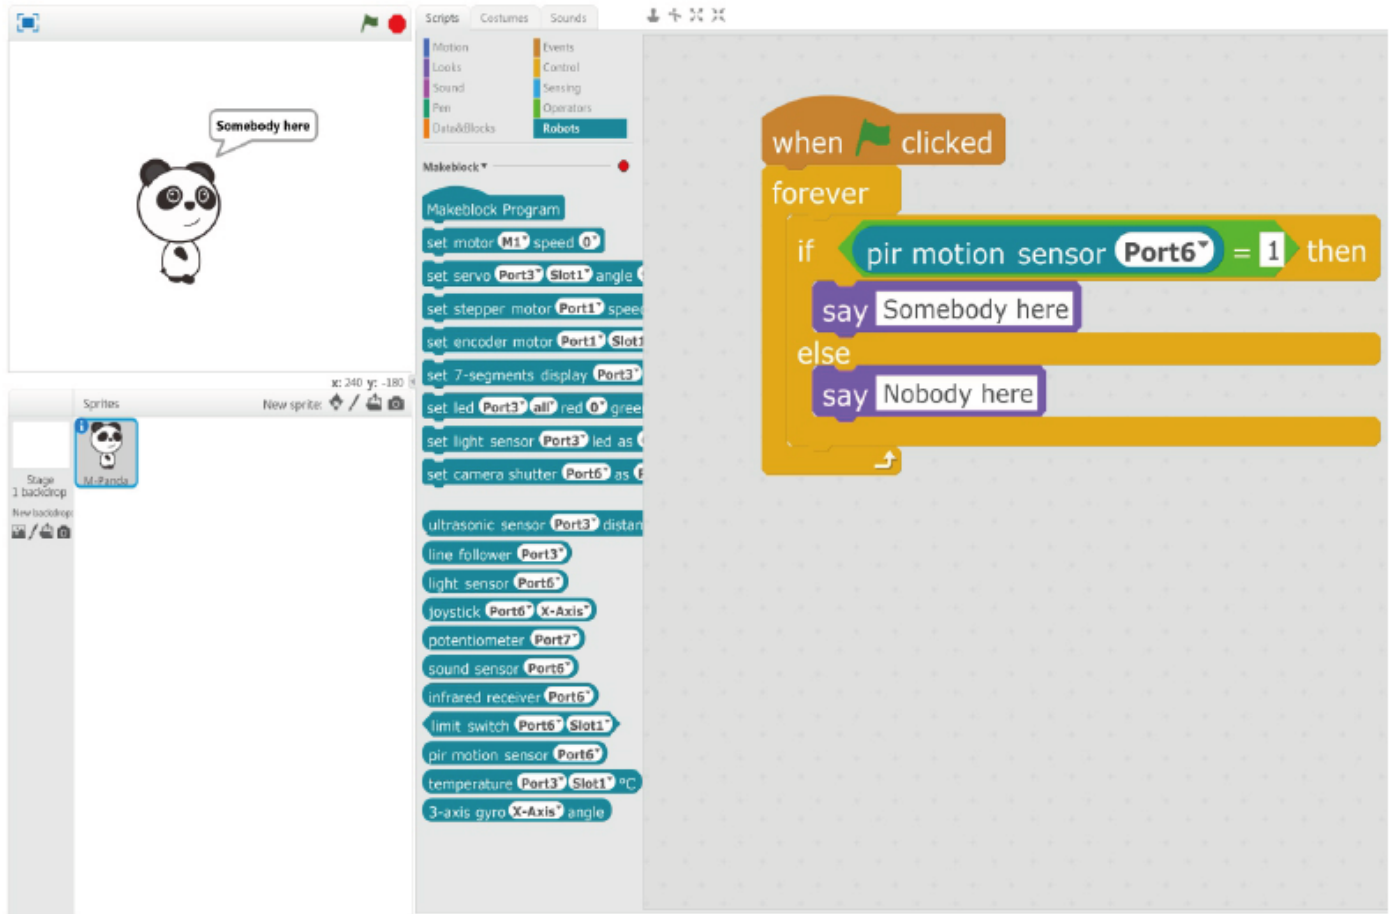 Somebody here
x: 240 y: -180
Sprites
New sprite:
M-Panda
Stage
1 backdrop
New backdrop:
Scripts Costumes Sounds
Motion Events
Looks Control
Sound Sensing
Pen Operators
Data&Blocks Robots
Makeblock
Makeblock Program
set motor M1 speed 0
set servo Port3 Slot1 angle
set stepper motor Port1 speed
set encoder motor Port1 Slot1
set 7-segments display Port3
set led Port3 all red 0 gree
set light sensor Port3 led as
set camera shutter Port6 as
ultrasonic sensor Port3 distan
line follower Port3
light sensor Port6
joystick Port6 X-Axis
potentiometer Port7
sound sensor Port6
infrared receiver Port6
limit switch Port6 Slot1
pir motion sensor Port6
temperature Port3 Slot1 °C
3-axis gyro X-Axis angle
when clicked
forever
if pir motion sensor Port6 = 1 then
say Somebody here
else
say Nobody here